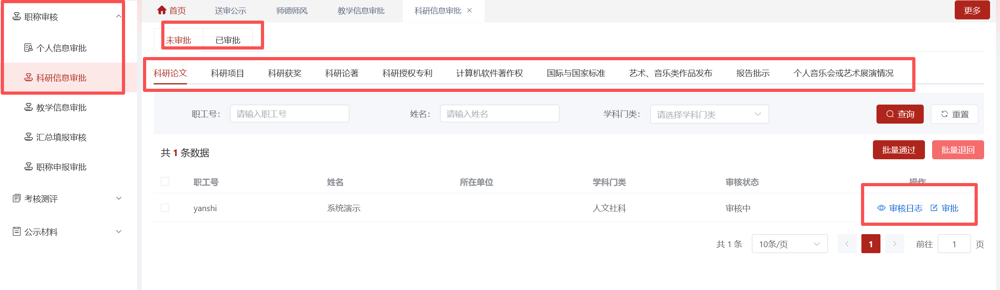 职称审核
个人信息审批
科研信息审批
教学信息审批
汇总填报审核
职称申报审批
考核测评
公示材料
首页 送审公示 师德师风 教学信息审批 科研信息审批 更多
未审批 已审批
科研论文 科研项目 科研获奖 科研论著 科研授权专利 计算机软件著作权 国际与国家标准 艺术、音乐类作品发布 报告批示 个人音乐会或艺术展演情况
职工号: 请输入职工号 姓名: 请输入姓名 学科门类: 请选择学科门类 查询 重置
共 1 条数据 批量通过 批量退回
职工号 姓名 所在单位 学科门类 审核状态 操作
yanshi 系统演示 人文社科 审核中 审核日志 审批
共 1 条 10条/页 1 前往 1 页